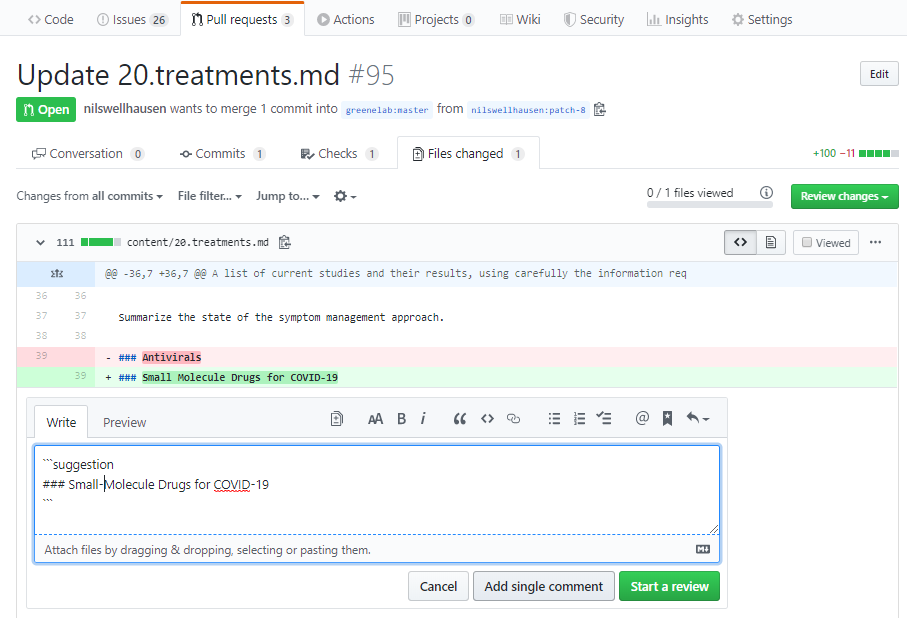 Code Issues 26 Pull requests 3 Actions Projects 0 Wiki Security Insights Settings
Update 20.treatments.md #95
Edit
Open nilswellhausen wants to merge 1 commit into greenelab:master from nilswellhausen:patch-8
Conversation 0 Commits 1 Checks 1 Files changed 1
+100 −11
Changes from all commits File filter... Jump to...
0 / 1 files viewed
Review changes
111 content/20.treatments.md
Viewed
@@ -36,7 +36,7 @@ A list of current studies and their results, using carefully the information req
36 36
37 37 Summarize the state of the symptom management approach.
38 38
39 - ### Antivirals
39 + ### Small Molecule Drugs for COVID-19
Write Preview
AA B i
```suggestion
### Small-Molecule Drugs for COVID-19
```
Attach files by dragging & dropping, selecting or pasting them.
Cancel Add single comment Start a review